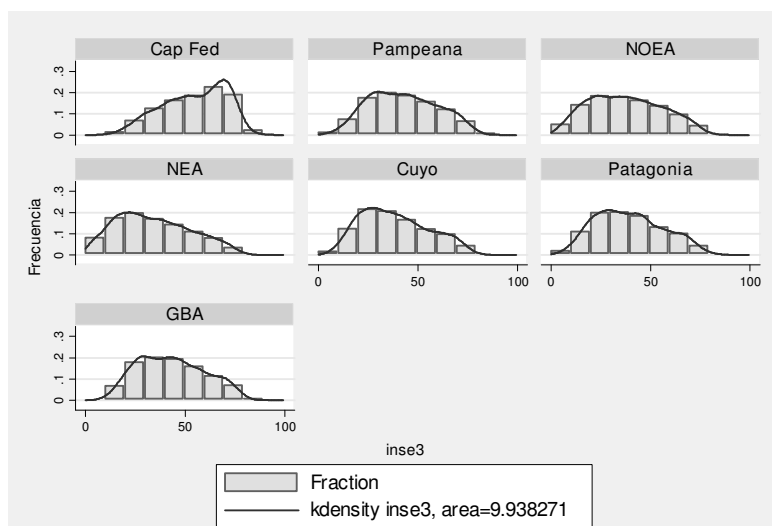 Cap Fed Pampeana NOEA
0 .1 .2 .3
NEA Cuyo Patagonia
0 .1 .2 .3
0 50 100 0 50 100
GBA
0 .1 .2 .3
0 50 100
Frecuencia
inse3
Fraction
kdensity inse3, area=9.938271